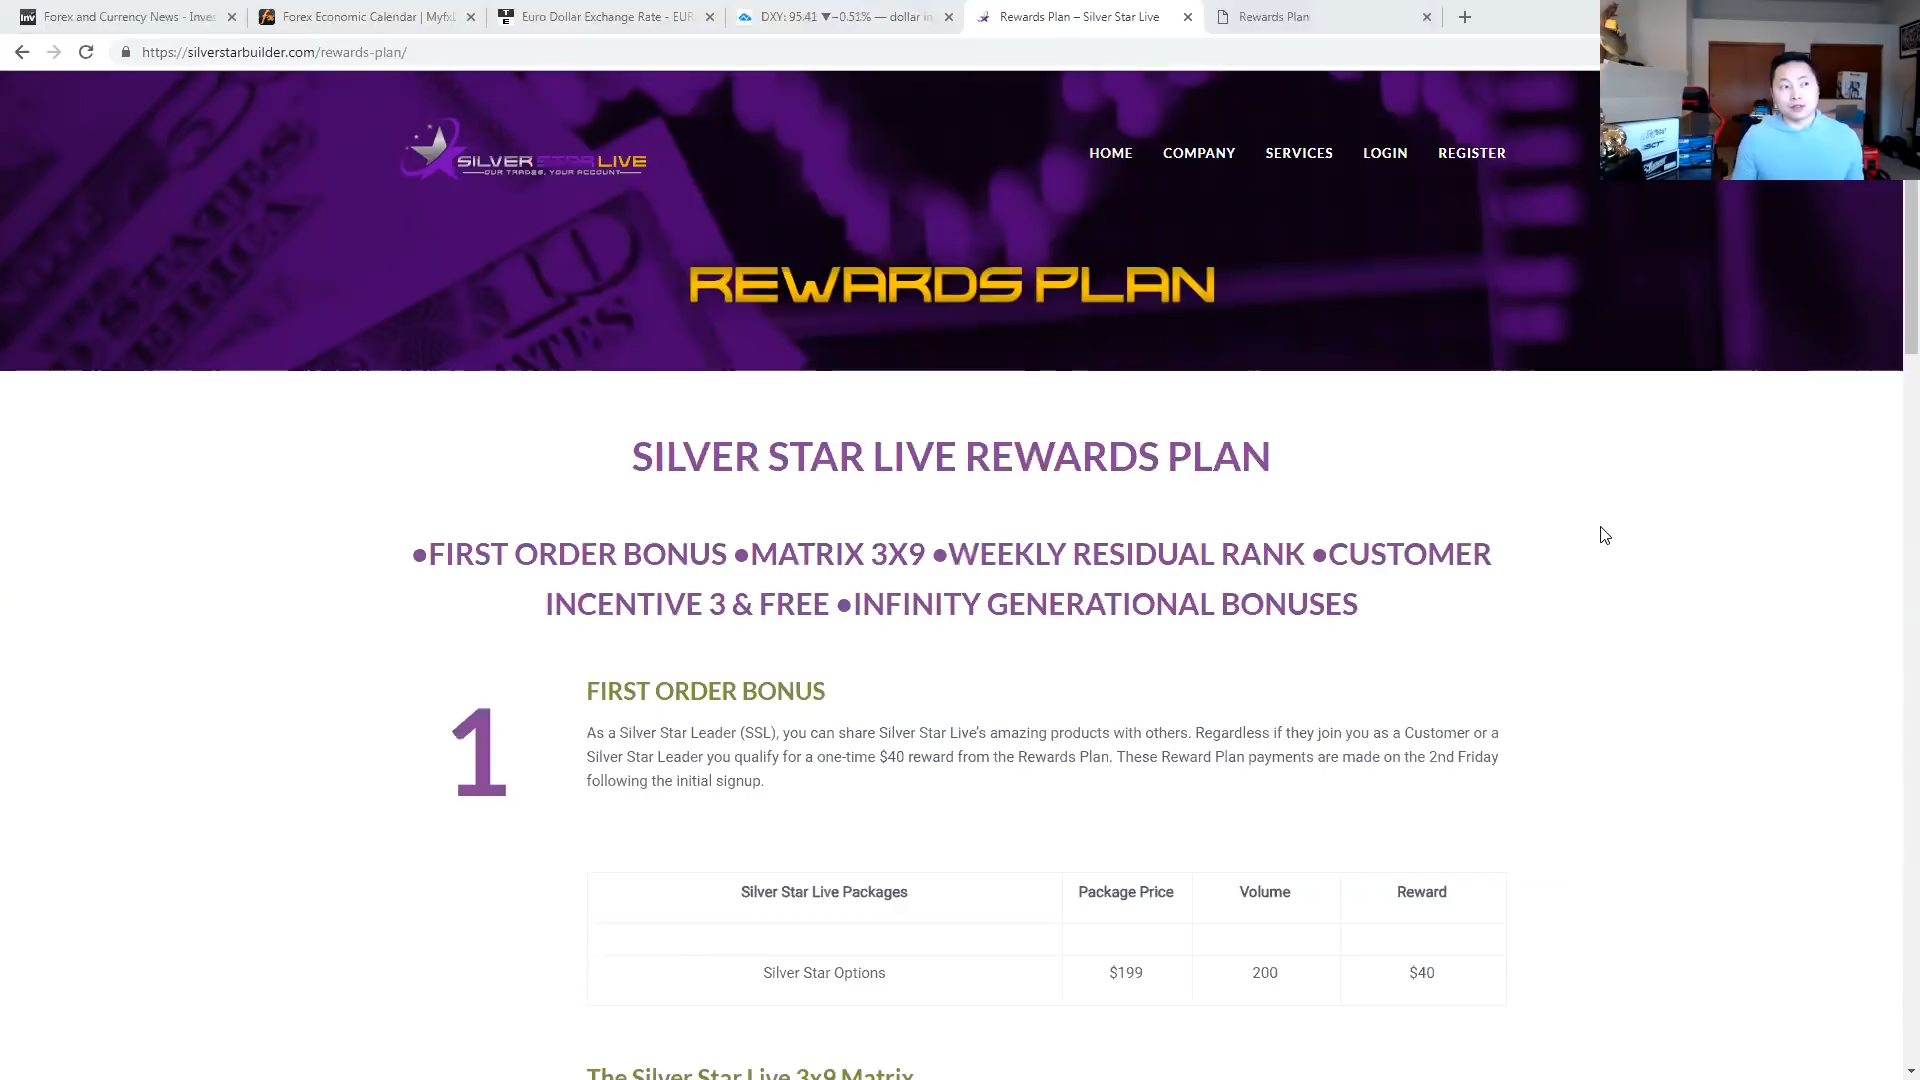 Forex and Currency News - Inves
Forex Economic Calendar | Myfx
Euro Dollar Exchange Rate - EUR
DXY: 95.41 ▼−0.51% — dollar in
Rewards Plan – Silver Star Live
Rewards Plan
https://silverstarbuilder.com/rewards-plan/
SILVER STAR LIVE
OUR TRADES, YOUR ACCOUNT
HOME COMPANY SERVICES LOGIN REGISTER
REWARDS PLAN
SILVER STAR LIVE REWARDS PLAN
●FIRST ORDER BONUS ●MATRIX 3X9 ●WEEKLY RESIDUAL RANK ●CUSTOMER
INCENTIVE 3 & FREE ●INFINITY GENERATIONAL BONUSES
1
FIRST ORDER BONUS
As a Silver Star Leader (SSL), you can share Silver Star Live's amazing products with others. Regardless if they join you as a Customer or a
Silver Star Leader you qualify for a one-time $40 reward from the Rewards Plan. These Reward Plan payments are made on the 2nd Friday
following the initial signup.
Silver Star Live Packages Package Price Volume Reward
Silver Star Options $199 200 $40
The Silver Star Live 3x9 Matrix